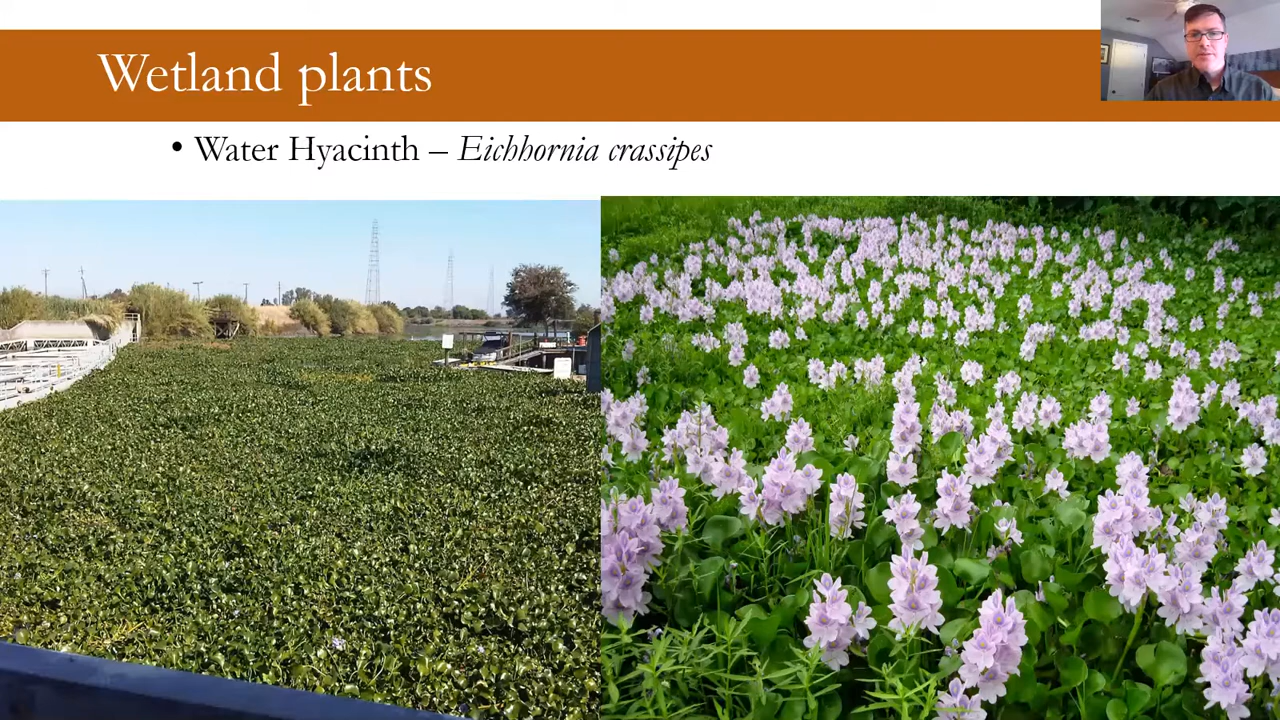 Wetland plants
• Water Hyacinth – Eichhornia crassipes